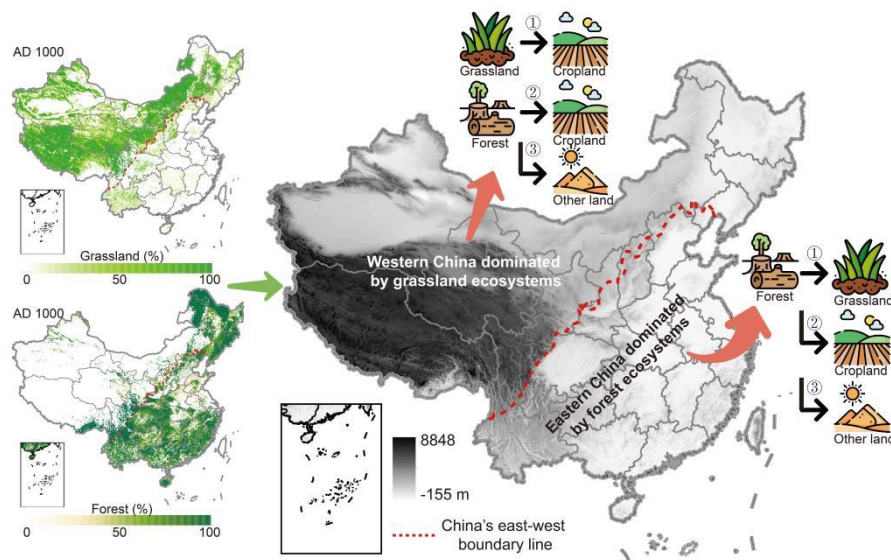 AD 1000
Grassland (%)
0 50 100
AD 1000
Forest (%)
0 50 100
①
Grassland
Cropland
②
Forest
Cropland
③
Other land
Western China dominated
by grassland ecosystems
Eastern China dominated
by forest ecosystems
①
Forest
Grassland
②
Cropland
③
Other land
8848
-155 m
China's east-west
boundary line